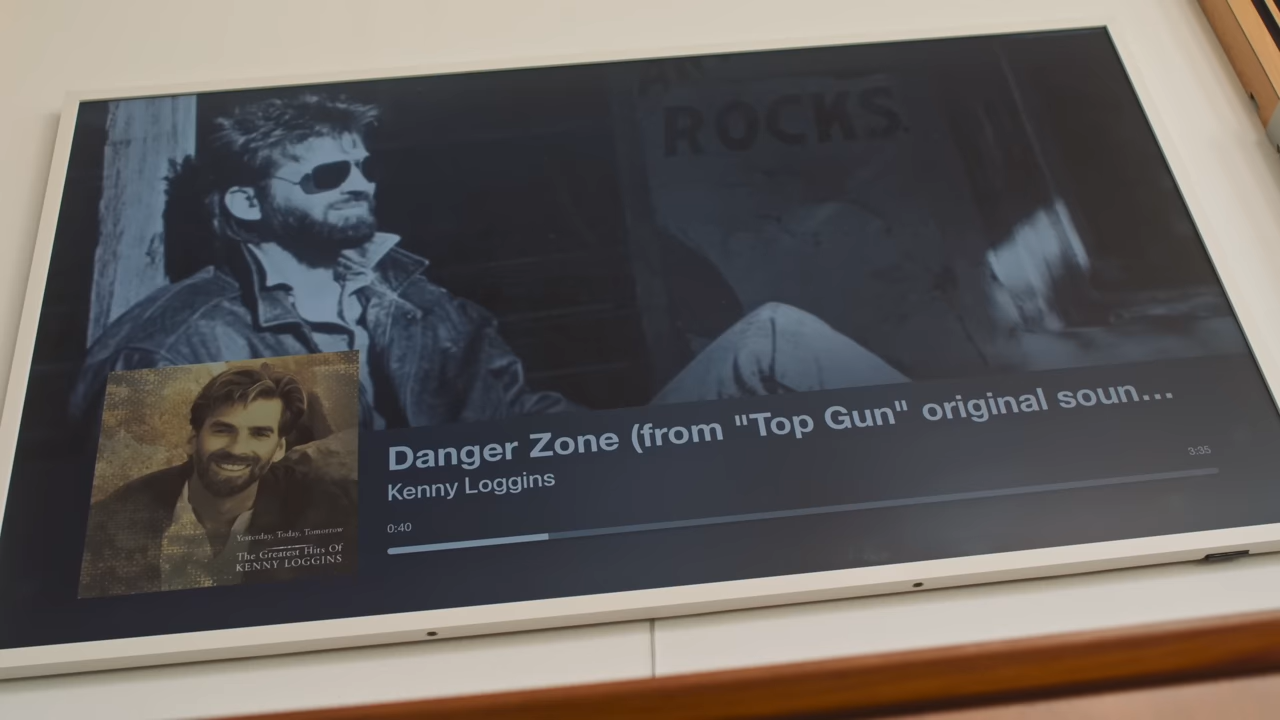 ROCKS
Danger Zone (from "Top Gun" original soun...
Kenny Loggins
0:40
3:35
Yesterday, Today, Tomorrow
The Greatest Hits Of
KENNY LOGGINS